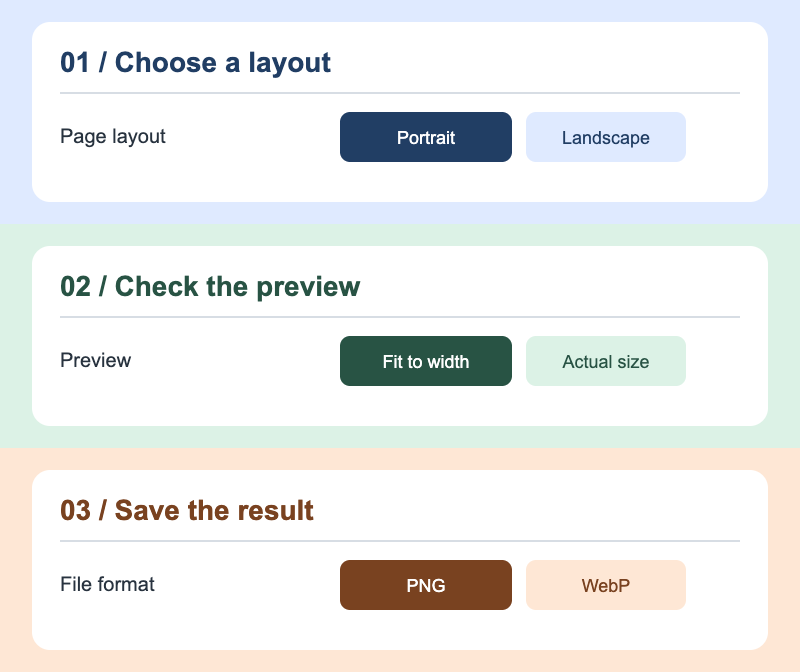 01 / Choose a layout
Page layout
Portrait
Landscape
02 / Check the preview
Preview
Fit to width
Actual size
03 / Save the result
File format
PNG
WebP